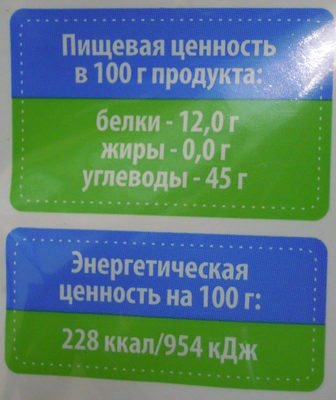 Пищевая ценность
в 100 г продукта:
белки - 12,0 г
жиры - 0,0 г
углеводы - 45 г
Энергетическая
ценность на 100 г:
228 ккал/954 кДж